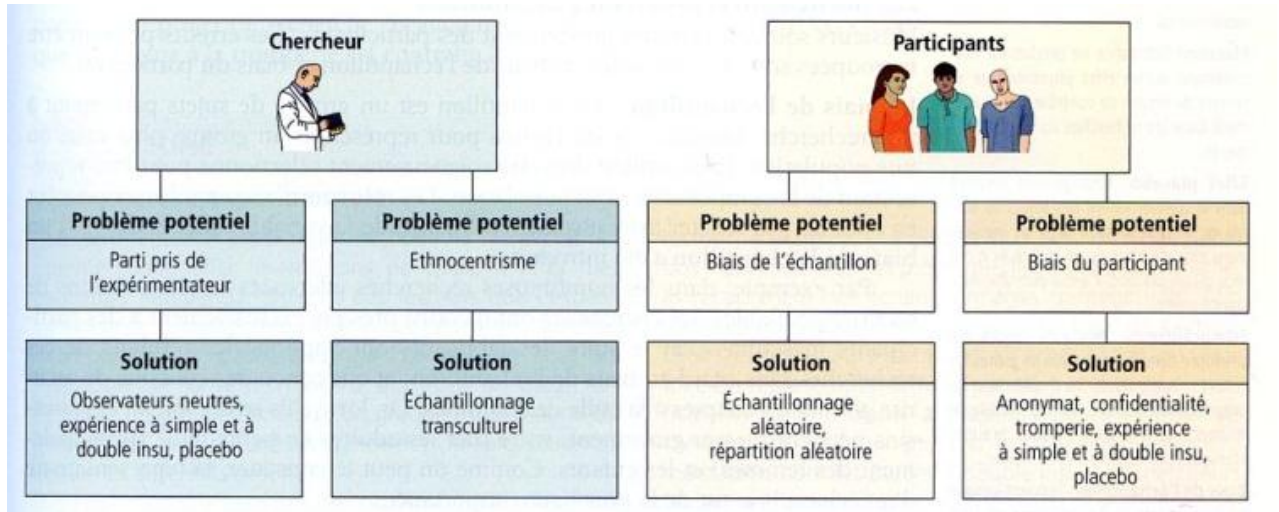 Chercheur
Participants
Problème potentiel
Parti pris de
l'expérimentateur
Problème potentiel
Ethnocentrisme
Problème potentiel
Biais de l'échantillon
Problème potentiel
Biais du participant
Solution
Observateurs neutres,
expérience à simple et à
double insu, placebo
Solution
Échantillonnage
transculturel
Solution
Échantillonnage
aléatoire,
répartition aléatoire
Solution
Anonymat, confidentialité,
tromperie, expérience
à simple et à double insu,
placebo